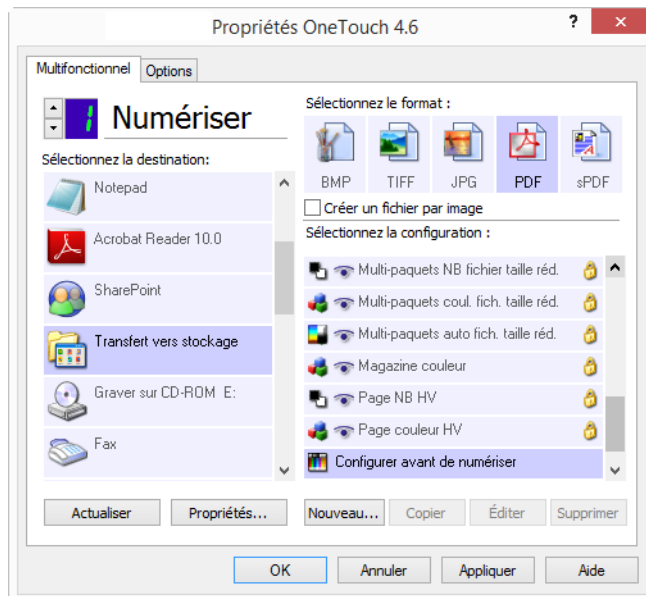 Propriétés OneTouch 4.6
Multifonctionnel
Options
1
Numériser
Sélectionnez la destination:
Notepad
Acrobat Reader 10.0
SharePoint
Transfert vers stockage
Graver sur CD-ROM E:
Fax
Actualiser
Propriétés...
Sélectionnez le format :
BMP
TIFF
JPG
PDF
sPDF
Créer un fichier par image
Sélectionnez la configuration :
Multi-paquets NB fichier taille réd.
Multi-paquets coul. fich. taille réd.
Multi-paquets auto fich. taille réd.
Magazine couleur
Page NB HV
Page couleur HV
Configurer avant de numériser
Nouveau...
Copier
Éditer
Supprimer
OK
Annuler
Appliquer
Aide